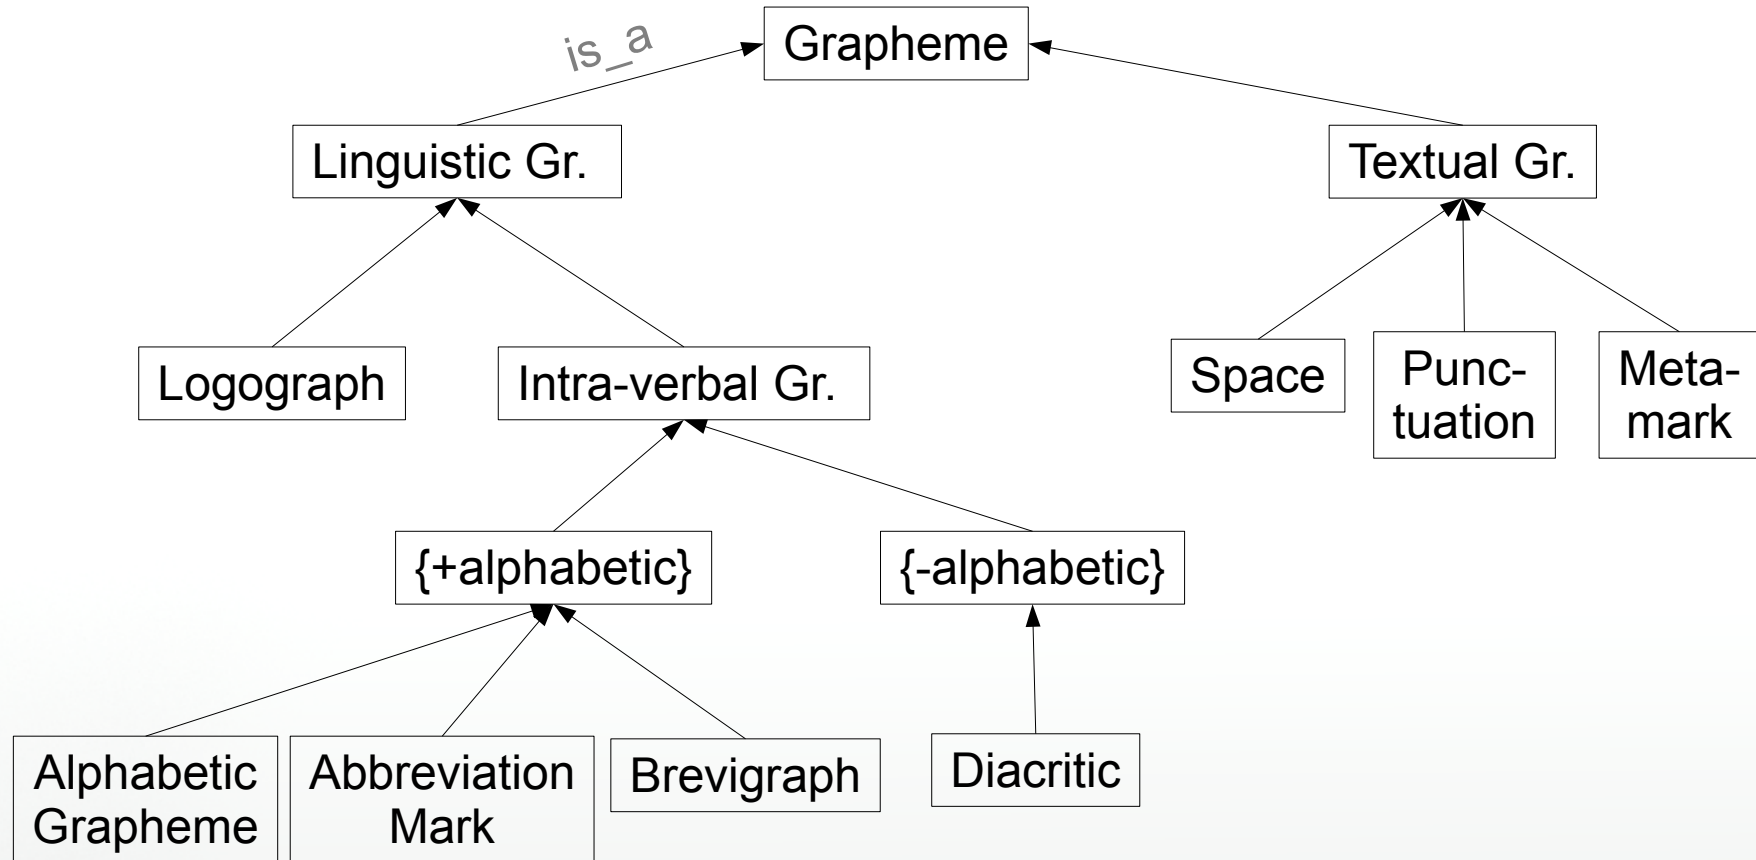 is_a
Grapheme
Linguistic Gr.
Textual Gr.
Logograph
Intra-verbal Gr.
Space
Punc-
tuation
Meta-
mark
{+alphabetic}
{-alphabetic}
Alphabetic
Grapheme
Abbreviation
Mark
Brevigraph
Diacritic